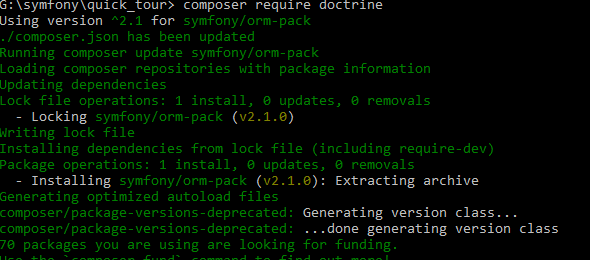 G:\symfony\quick_tour> composer require doctrine
Using version ^2.1 for symfony/orm-pack
./composer.json has been updated
Running composer update symfony/orm-pack
Loading composer repositories with package information
Updating dependencies
Lock file operations: 1 install, 0 updates, 0 removals
  - Locking symfony/orm-pack (v2.1.0)
Writing lock file
Installing dependencies from lock file (including require-dev)
Package operations: 1 install, 0 updates, 0 removals
  - Installing symfony/orm-pack (v2.1.0): Extracting archive
Generating optimized autoload files
composer/package-versions-deprecated: Generating version class...
composer/package-versions-deprecated: ...done generating version class
70 packages you are using are looking for funding.
Use the `composer fund` command to find out more!